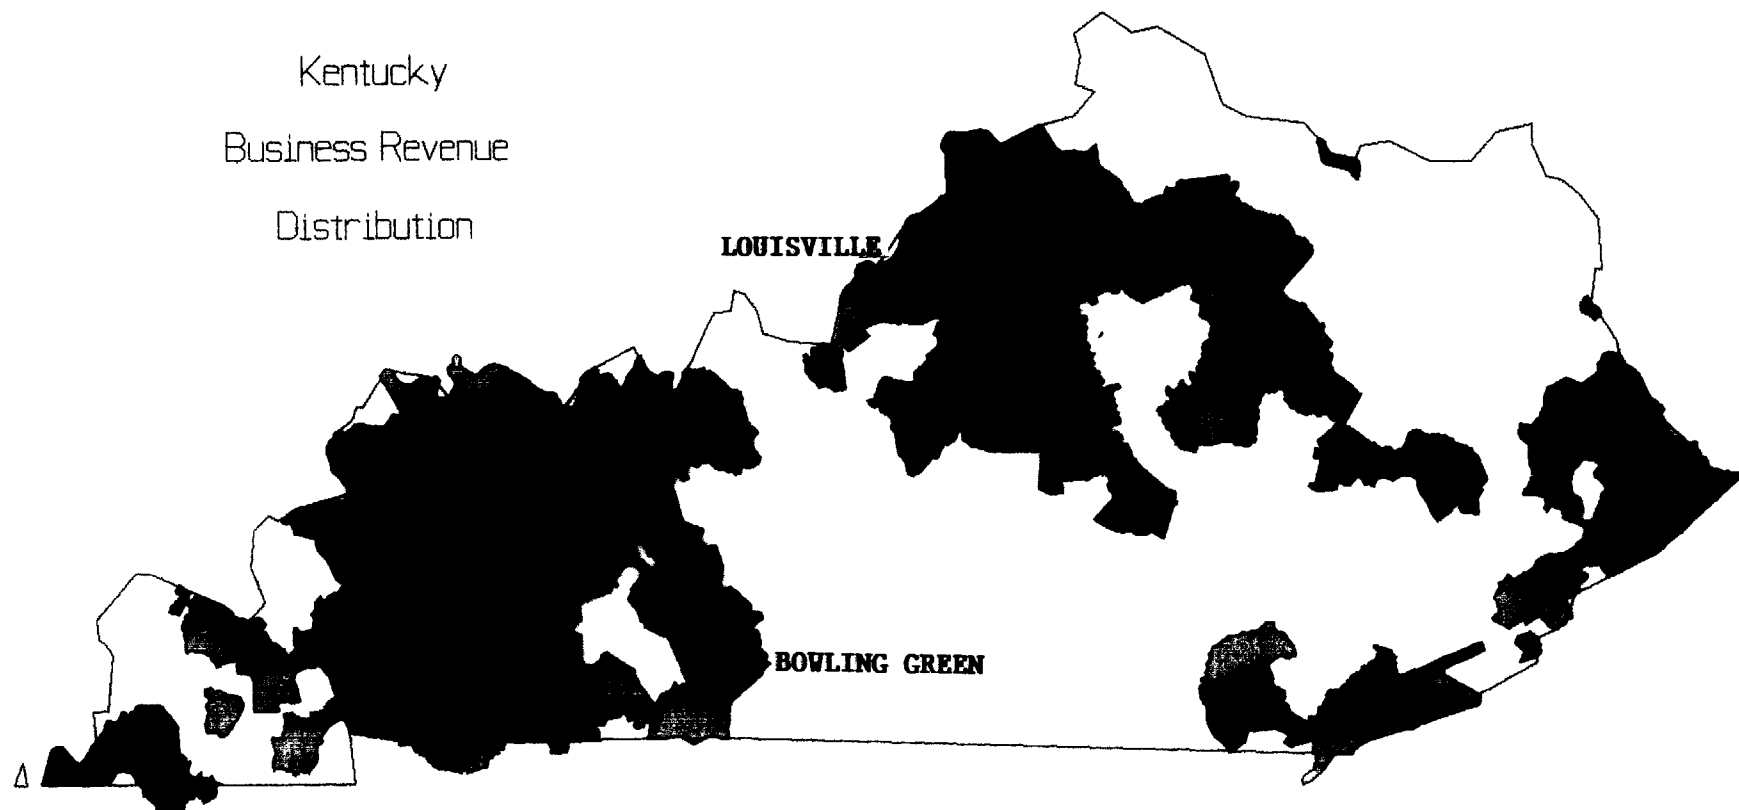 Kentucky
Business Revenue
Distribution
LOUISVILLE
BOWLING GREEN